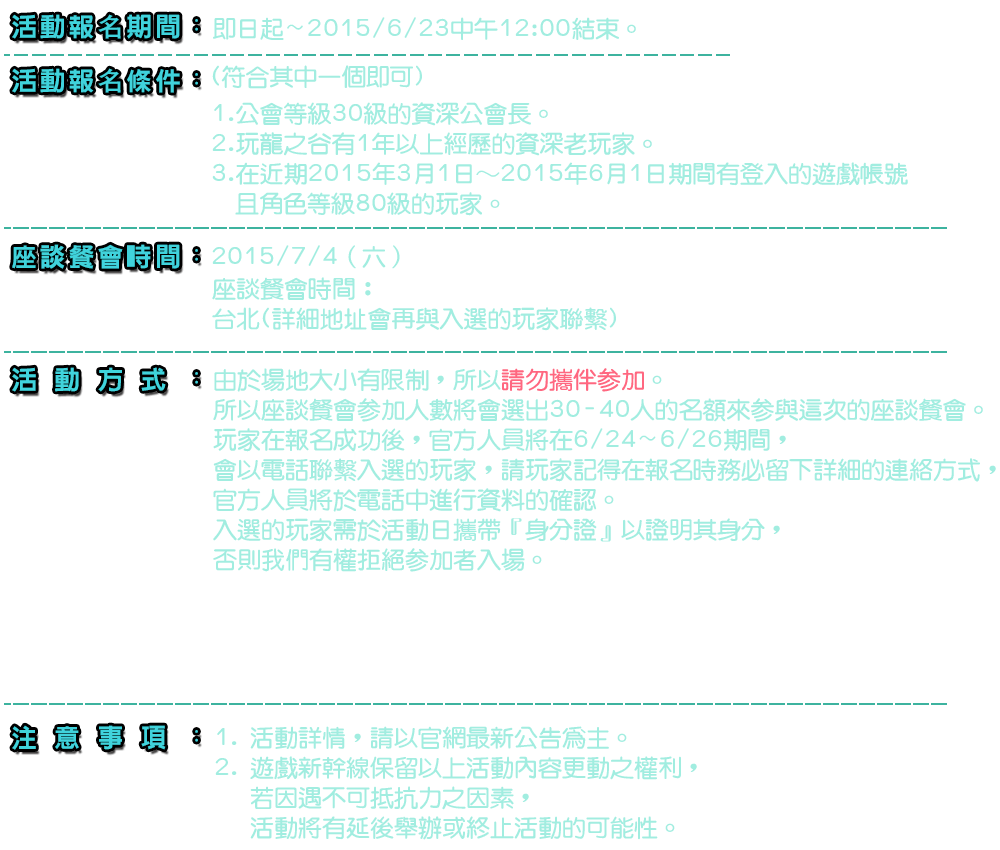 活動報名期間：即日起～2015/6/23中午12:00結束。
活動報名條件：(符合其中一個即可)
1.公會等級30級的資深公會長。
2.玩龍之谷有1年以上經歷的資深老玩家。
3.在近期2015年3月1日～2015年6月1日期間有登入的遊戲帳號
且角色等級80級的玩家。
座談餐會時間：2015/7/4（六）
座談餐會時間：
台北(詳細地址會再與入選的玩家聯繫)
活動方式：由於場地大小有限制，所以請勿攜伴参加。
所以座談餐會参加人數將會選出30-40人的名額來参與這次的座談餐會。
玩家在報名成功後，官方人員將在6/24～6/26期間，
會以電話聯繫入選的玩家，請玩家記得在報名時務必留下詳細的連絡方式，
官方人員將於電話中進行資料的確認。
入選的玩家需於活動日攜帶『身分證』以證明其身分，
否則我們有權拒絕参加者入場。
注意事項：1. 活動詳情，請以官網最新公告為主。
2. 遊戲新幹線保留以上活動內容更動之權利，
若因遇不可抵抗力之因素，
活動將有延後舉辦或終止活動的可能性。